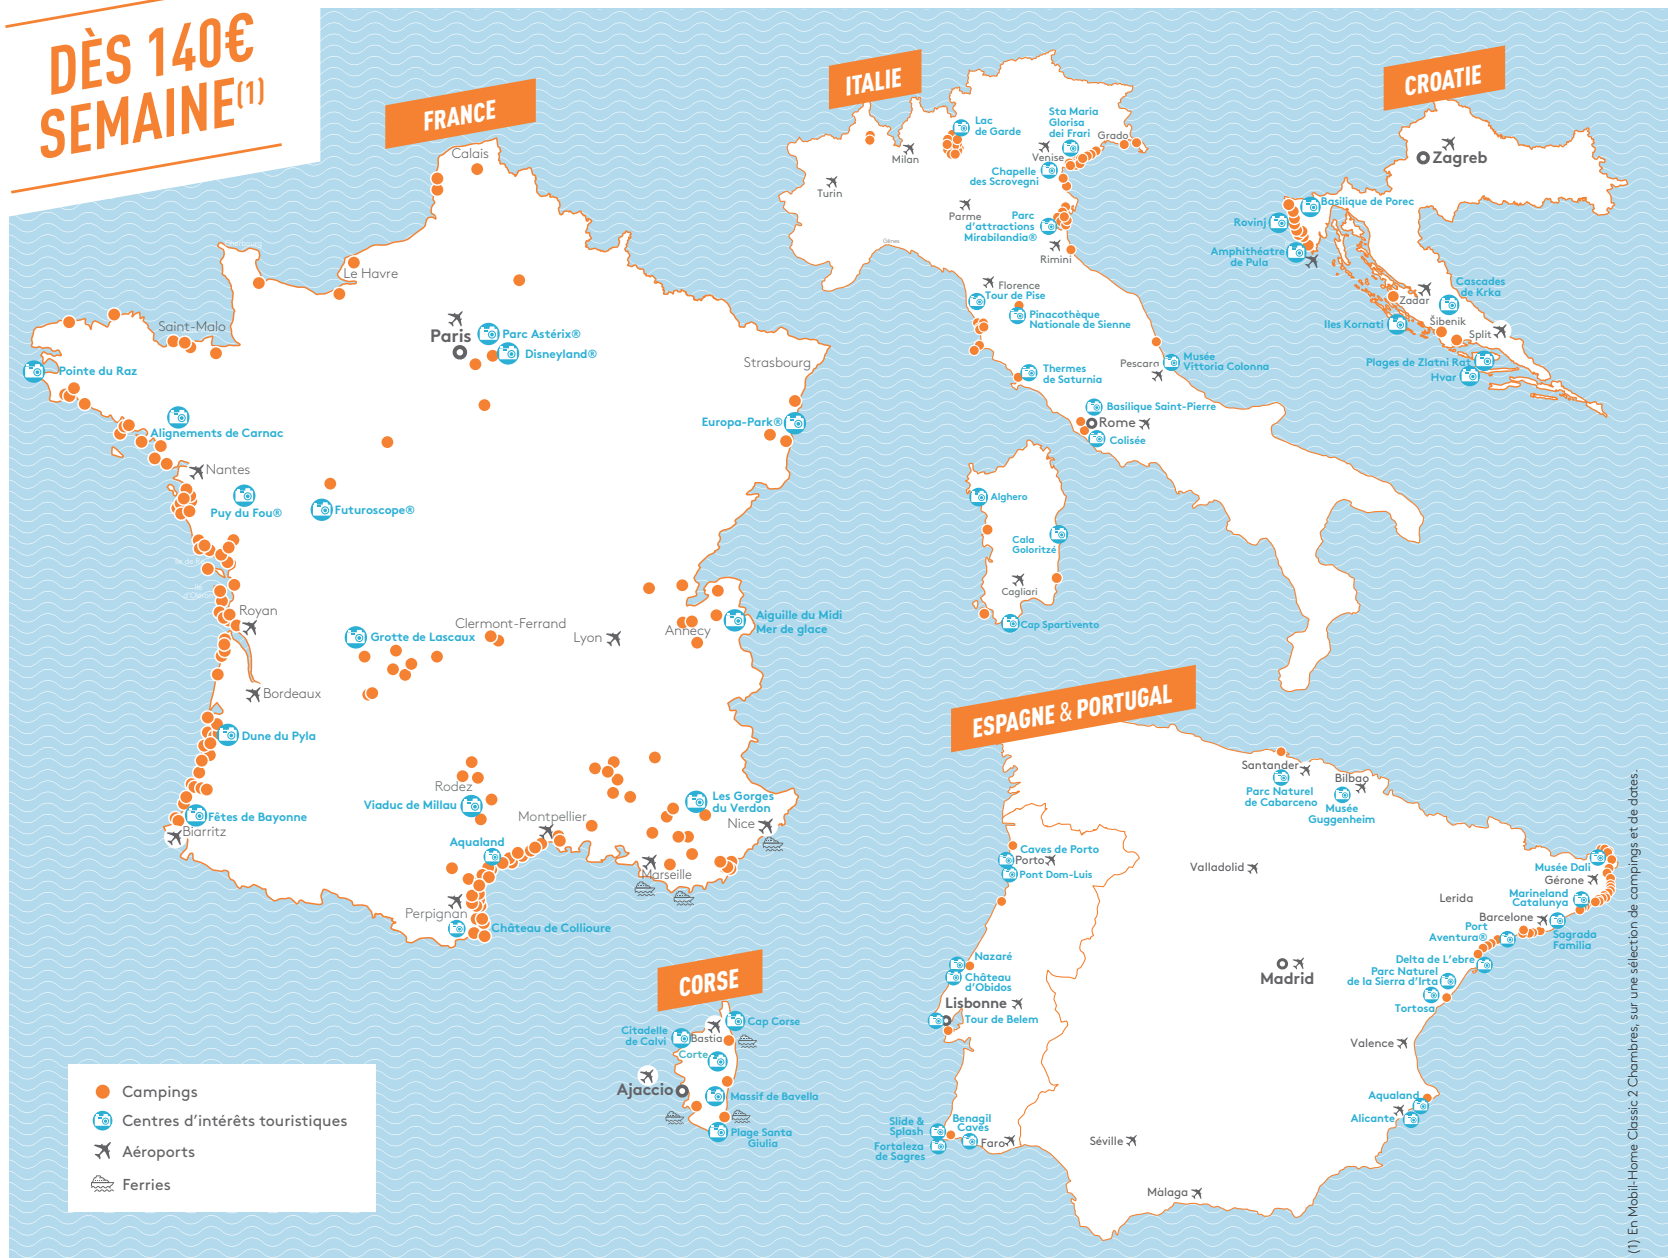 DÈS 140€
SEMAINE(1)
FRANCE
Calais
Cherbourg
Le Havre
Saint-Malo
Paris
Parc Astérix®
Disneyland®
Strasbourg
Pointe du Raz
Europa-Park®
Alignements de Carnac
Nantes
Puy du Fou®
Futuroscope®
Royan
Clermont-Ferrand
Grotte de Lascaux
Lyon
Annecy
Aiguille du Midi
Mer de glace
Bordeaux
Dune du Pyla
Rodez
Viaduc de Millau
Les Gorges
du Verdon
Fêtes de Bayonne
Biarritz
Montpellier
Nice
Aqualand
Marseille
Perpignan
Château de Collioure
CORSE
Cap Corse
Citadelle
de Calvi
Bastia
Corte
Ajaccio
Massif de Bavella
Plage Santa
Giulia
Campings
Centres d'intérêts touristiques
Aéroports
Ferries
ITALIE
Lac
de Garde
Sta Maria
Glorisa
dei Frari
Grado
Milan
Venise
Turin
Chapelle
des Scrovegni
Parme
Parc
d'attractions
Mirabilandia®
Gênes
Rimini
Florence
Tour de Pise
Pinacothèque
Nationale de Sienne
Pescara
Musée
Vittoria Colonna
Thermes
de Saturnia
Basilique Saint-Pierre
Rome
Colisée
Alghero
Cala
Goloritzé
Cagliari
Cap Spartivento
CROATIE
Zagreb
Basilique de Porec
Rovinj
Amphithéatre
de Pula
Cascades
de Krka
Zadar
Iles Kornati
Šibenik
Split
Plages de Zlatni Rat
Hvar
ESPAGNE & PORTUGAL
Santander
Bilbao
Parc Naturel
de Cabarceno
Musée
Guggenheim
Caves de Porto
Porto
Pont Dom-Luis
Valladolid
Musée Dali
Gérone
Lerida
Marineland
Catalunya
Barcelone
Port
Aventura®
Sagrada
Familia
Nazaré
Château
d'Obidos
Madrid
Delta de L'ebre
Parc Naturel
de la Sierra d'Irta
Tortosa
Lisbonne
Tour de Belem
Valence
Aqualand
Alicante
Slide &
Splash
Benagil
Caves
Fortaleza
de Sagres
Faro
Séville
Màlaga
(1) En Mobil-Home Classic 2 Chambres, sur une sélection de campings et de dates.